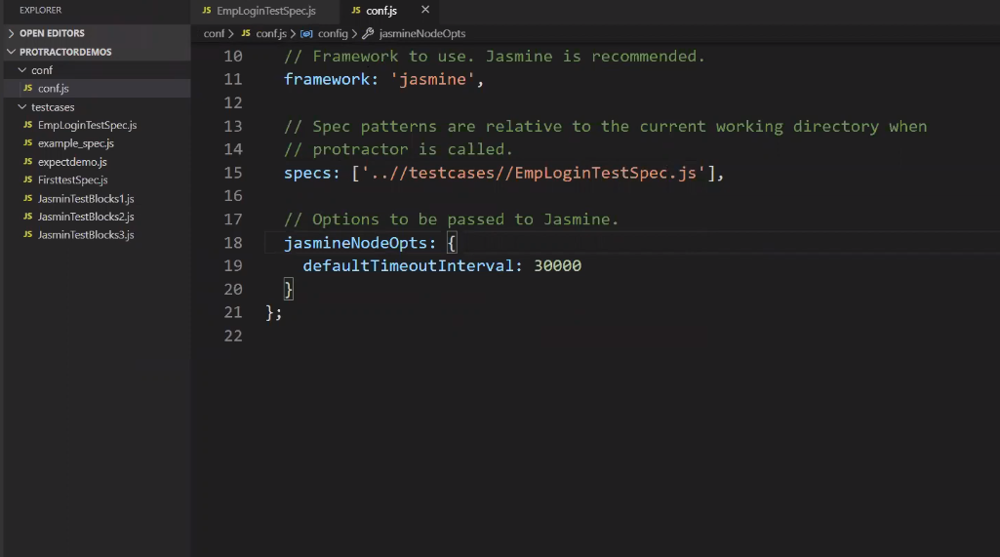 EXPLORER
OPEN EDITORS
PROTRACTORDEMOS
conf
JS conf.js
testcases
JS EmpLoginTestSpec.js
JS example_spec.js
JS expectdemo.js
JS FirsttestSpec.js
JS JasminTestBlocks1.js
JS JasminTestBlocks2.js
JS JasminTestBlocks3.js
JS EmpLoginTestSpec.js JS conf.js ×
conf > JS conf.js > config > jasmineNodeOpts
10 // Framework to use. Jasmine is recommended.
11 framework: 'jasmine',
12
13 // Spec patterns are relative to the current working directory when
14 // protractor is called.
15 specs: ['..//testcases//EmpLoginTestSpec.js'],
16
17 // Options to be passed to Jasmine.
18 jasmineNodeOpts: {
19 defaultTimeoutInterval: 30000
20 }
21 };
22